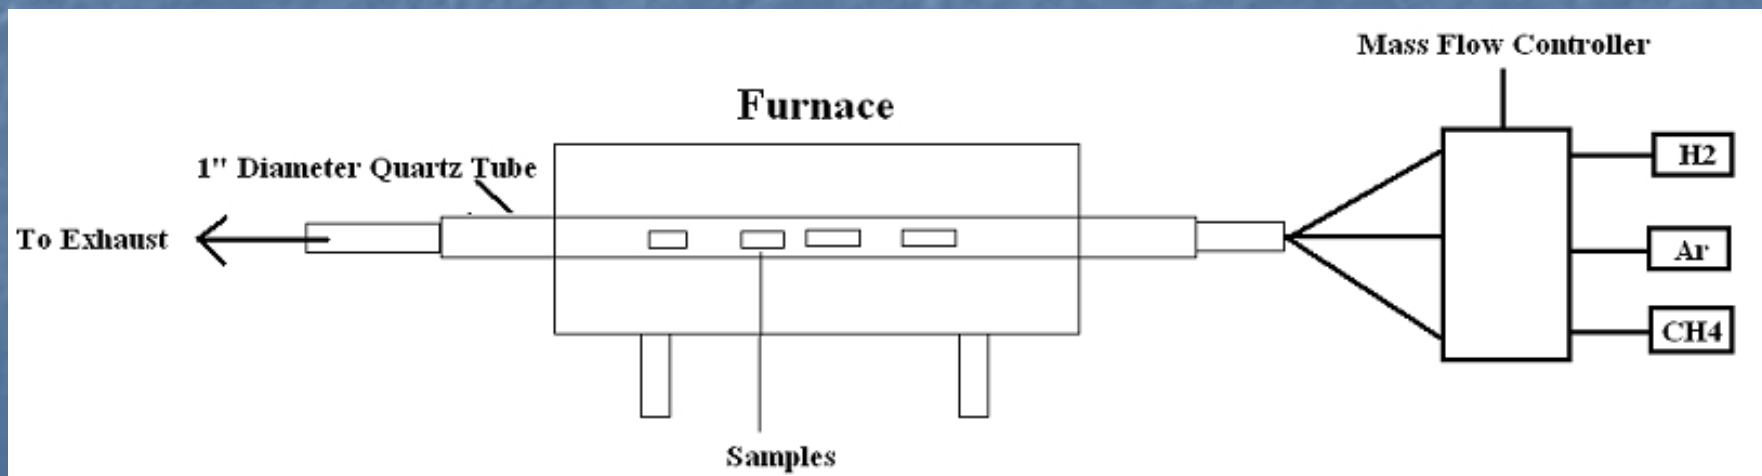 Mass Flow Controller
Furnace
1" Diameter Quartz Tube
H2
To Exhaust
Ar
CH4
Samples